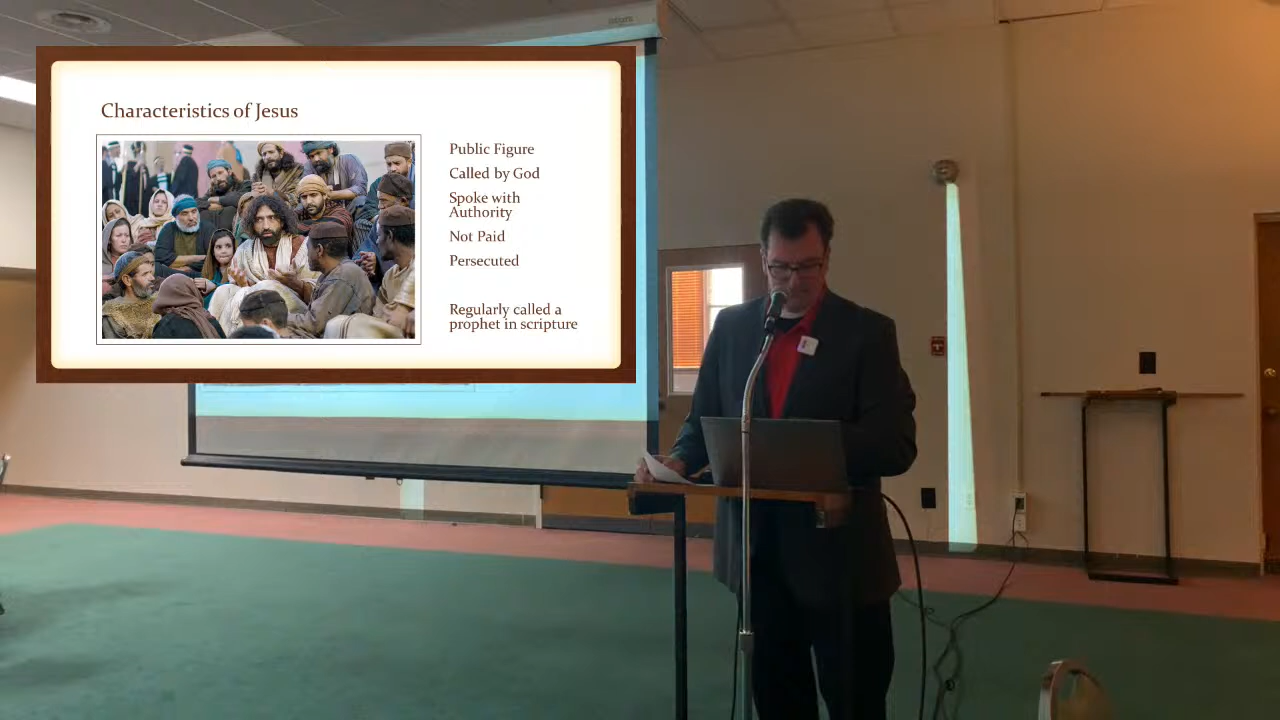 Characteristics of Jesus
Public Figure
Called by God
Spoke with
Authority
Not Paid
Persecuted
Regularly called a
prophet in scripture